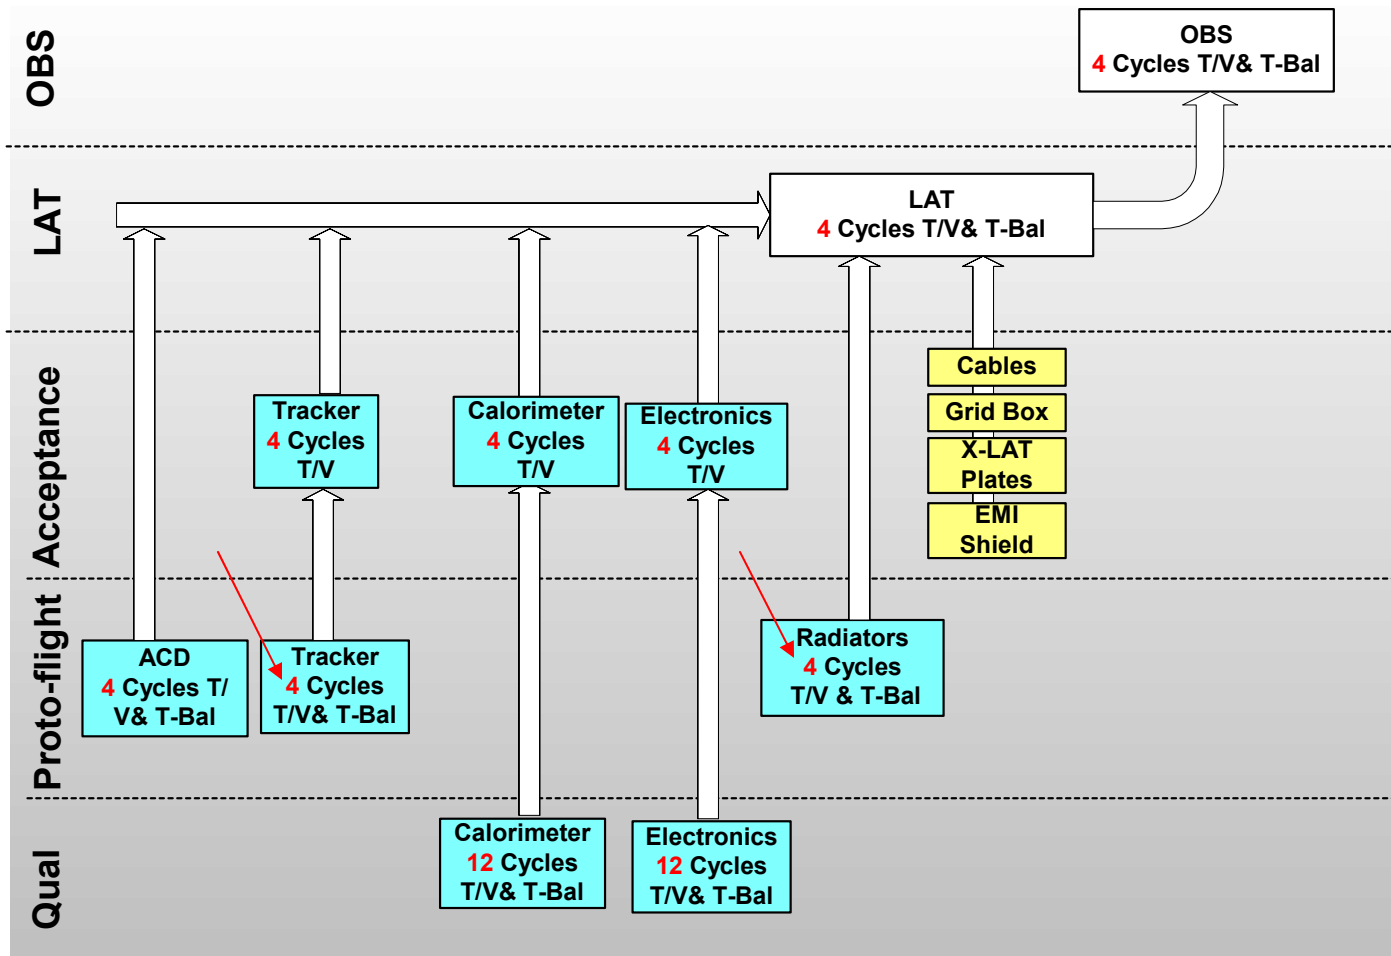 OBS
OBS
4 Cycles T/V& T-Bal
LAT
LAT
4 Cycles T/V& T-Bal
Acceptance
Tracker
4 Cycles
T/V
Calorimeter
4 Cycles
T/V
Electronics
4 Cycles
T/V
Cables
Grid Box
X-LAT
Plates
EMI
Shield
Proto-flight
ACD
4 Cycles T/
V& T-Bal
Tracker
4 Cycles
T/V& T-Bal
Radiators
4 Cycles
T/V & T-Bal
Qual
Calorimeter
12 Cycles
T/V& T-Bal
Electronics
12 Cycles
T/V& T-Bal